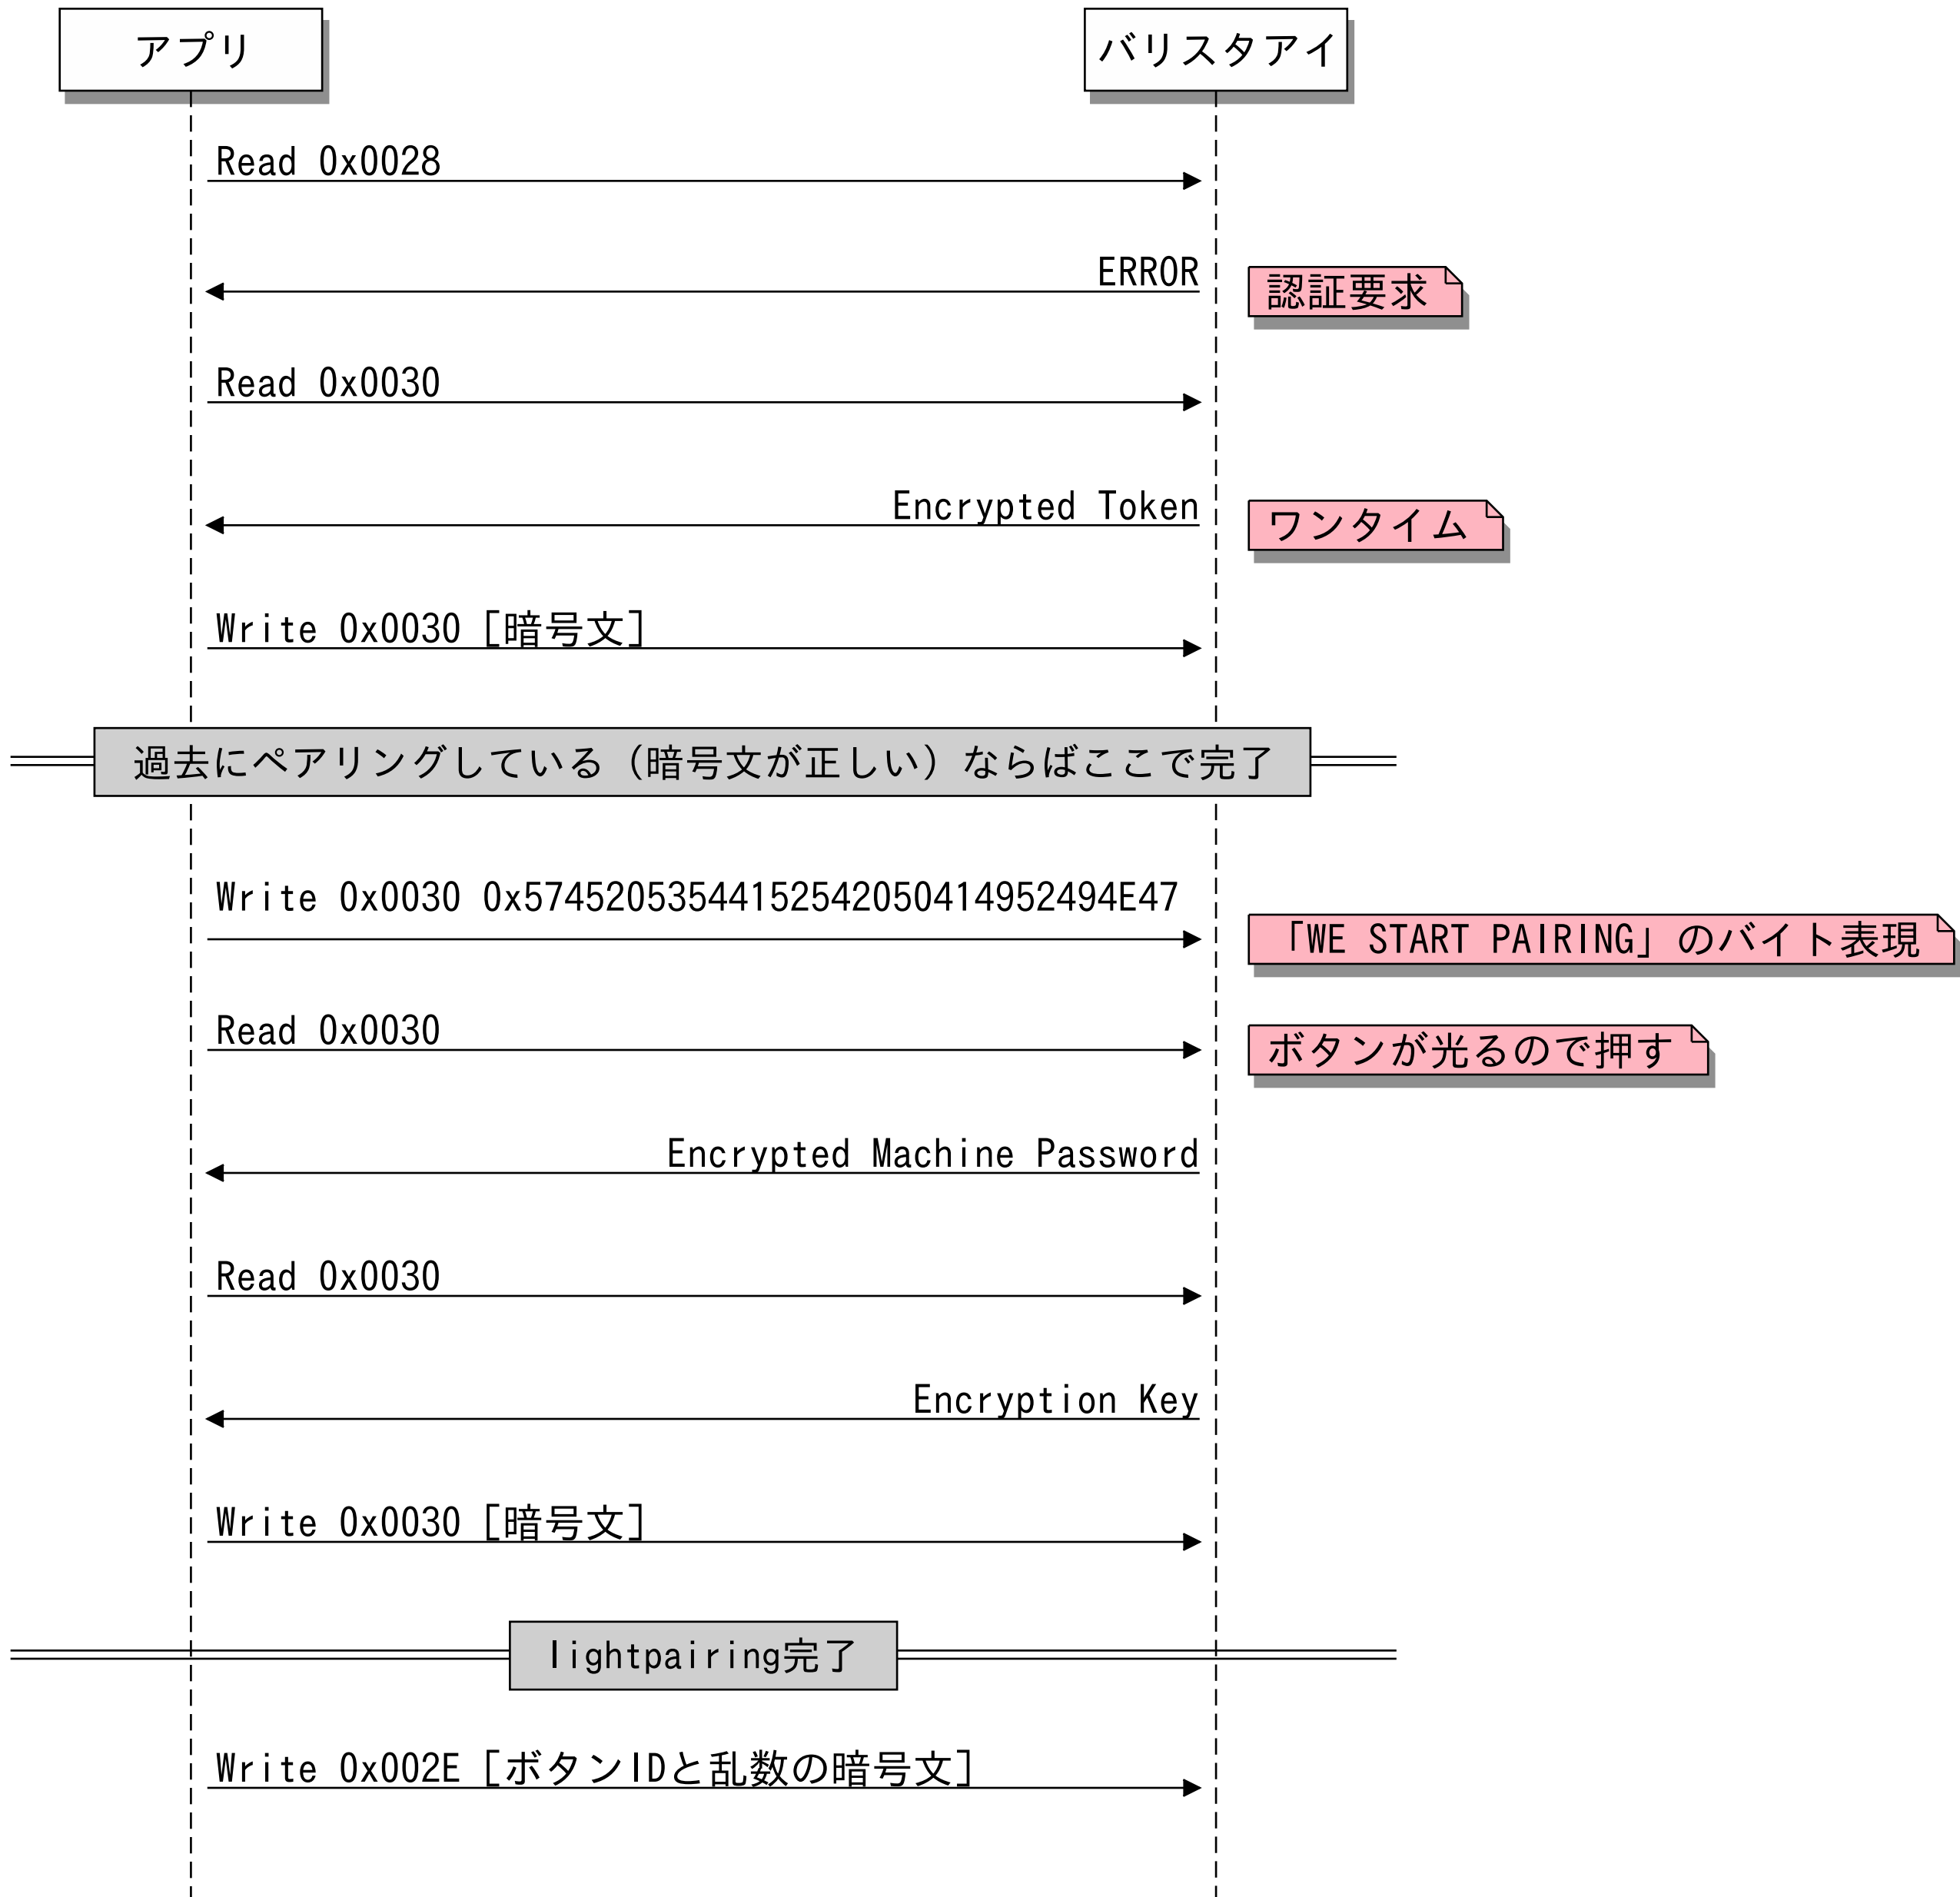 アプリ
バリスタアイ
Read 0x0028
ERROR
認証要求
Read 0x0030
Encrypted Token
ワンタイム
Write 0x0030 [暗号文]
過去にペアリングしている（暗号文が正しい）ならばここで完了
Write 0x0030 0x57452053544152542050414952494E47
「WE START PAIRING」のバイト表現
Read 0x0030
ボタンが光るので押す
Encrypted Machine Password
Read 0x0030
Encryption Key
Write 0x0030 [暗号文]
lightpairing完了
Write 0x002E [ボタンIDと乱数の暗号文]